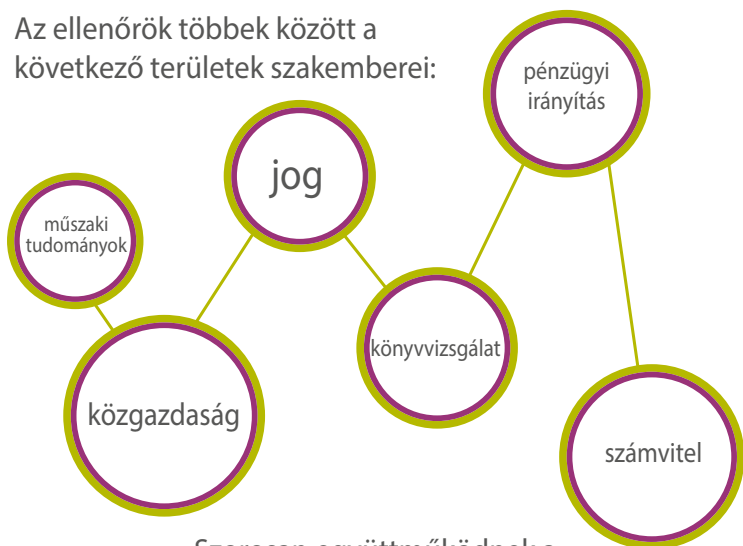 Az ellenőrök többek között a
következő területek szakemberei:
pénzügyi
irányítás
jog
műszaki
tudományok
könyvvizsgálat
közgazdaság
számvitel